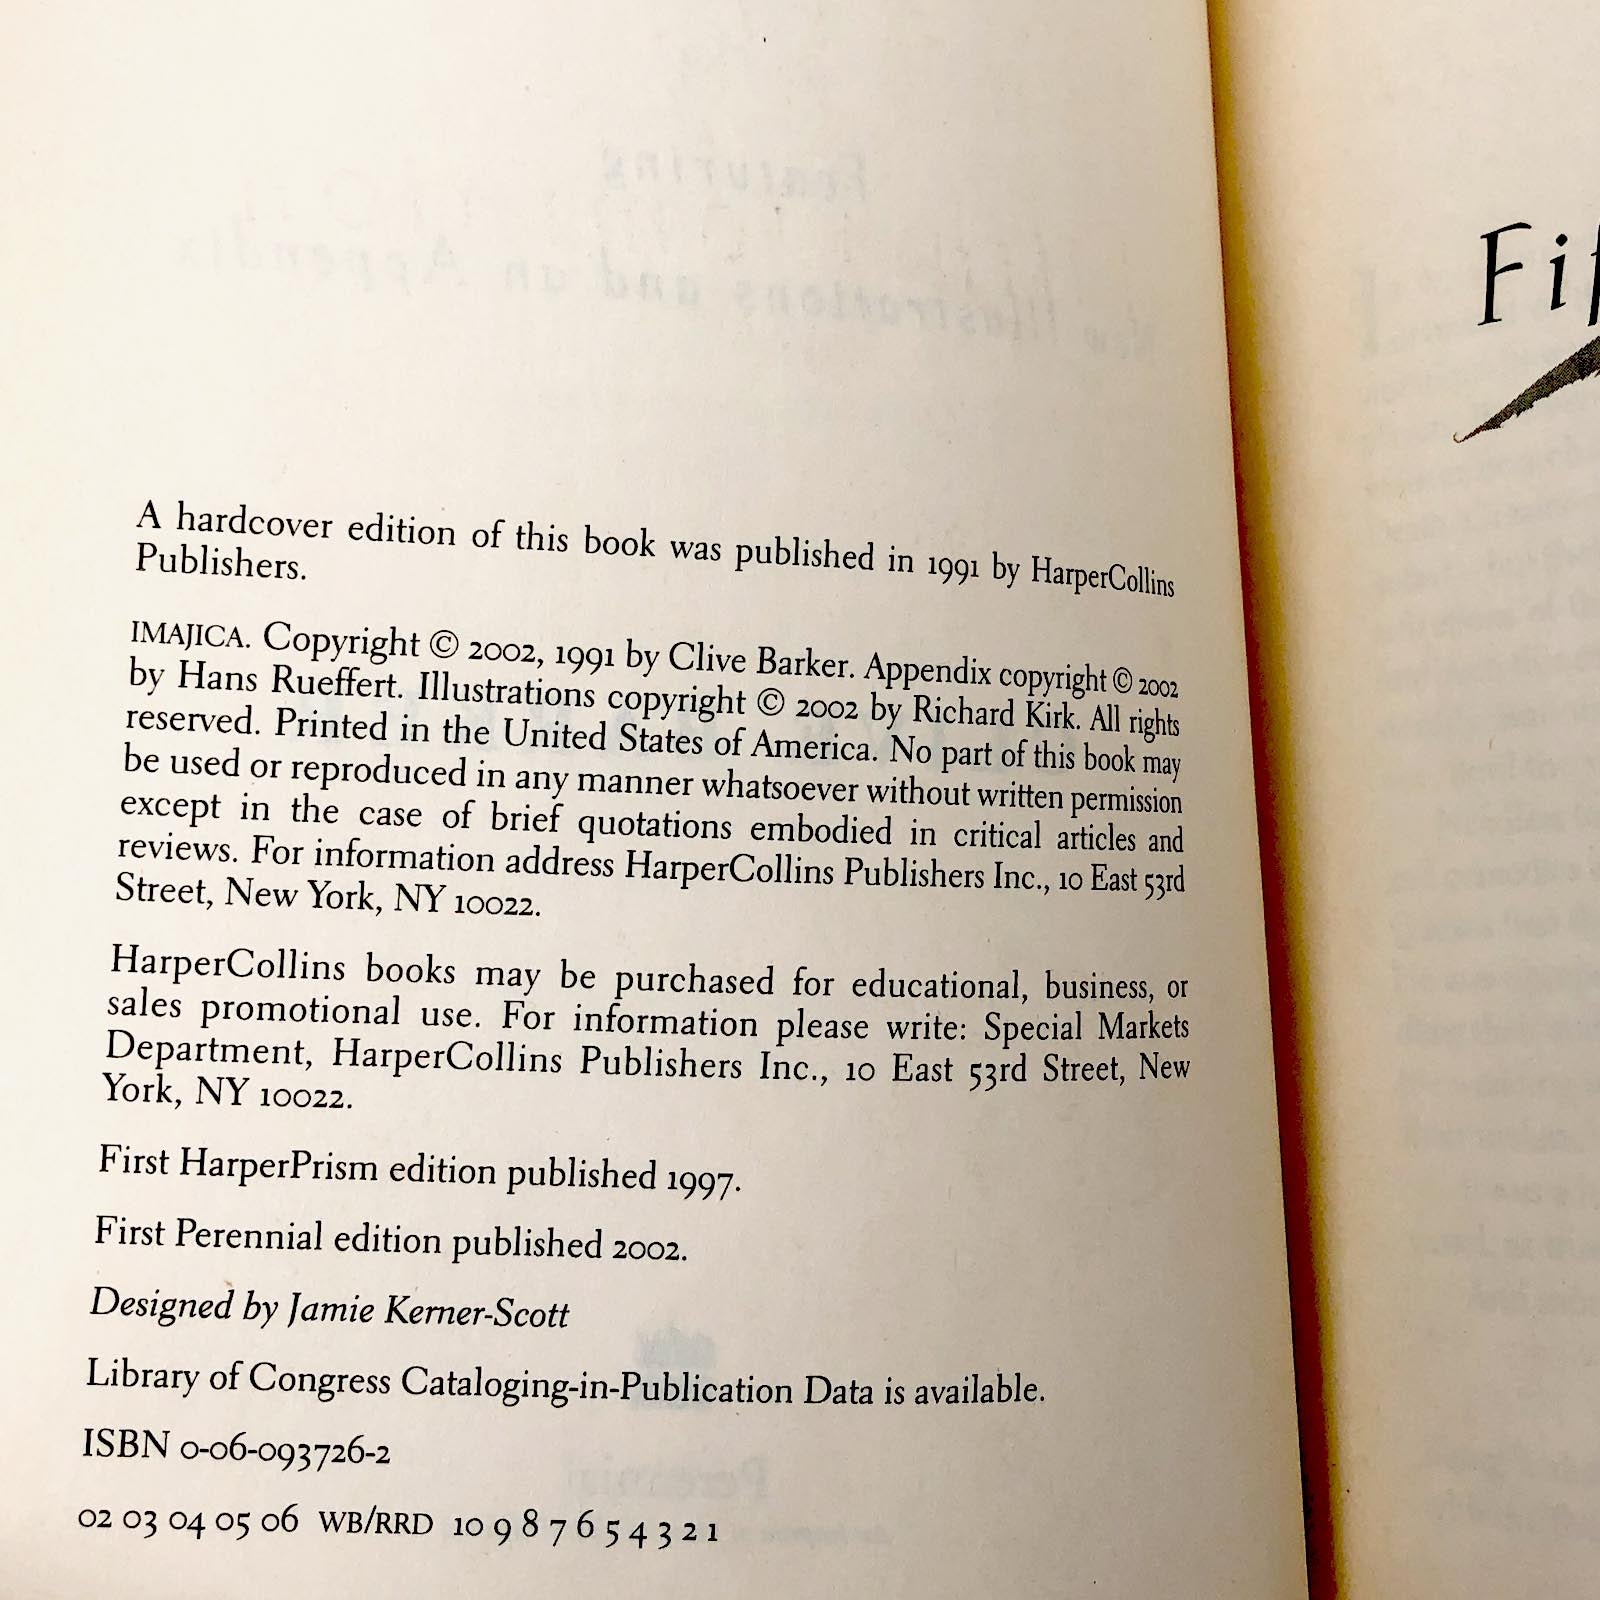 A hardcover edition of this book was published in 1991 by HarperCollins
Publishers.
IMAJICA. Copyright © 2002, 1991 by Clive Barker. Appendix copyright © 2002
by Hans Rueffert. Illustrations copyright © 2002 by Richard Kirk. All rights
reserved. Printed in the United States of America. No part of this book may
be used or reproduced in any manner whatsoever without written permission
except in the case of brief quotations embodied in critical articles and
reviews. For information address HarperCollins Publishers Inc., 10 East 53rd
Street, New York, NY 10022.
HarperCollins books may be purchased for educational, business, or
sales promotional use. For information please write: Special Markets
Department, HarperCollins Publishers Inc., 10 East 53rd Street, New
York, NY 10022.
First HarperPrism edition published 1997.
First Perennial edition published 2002.
Designed by Jamie Kerner-Scott
Library of Congress Cataloging-in-Publication Data is available.
ISBN 0-06-093726-2
02 03 04 05 06 WB/RRD 10 9 8 7 6 5 4 3 2 1